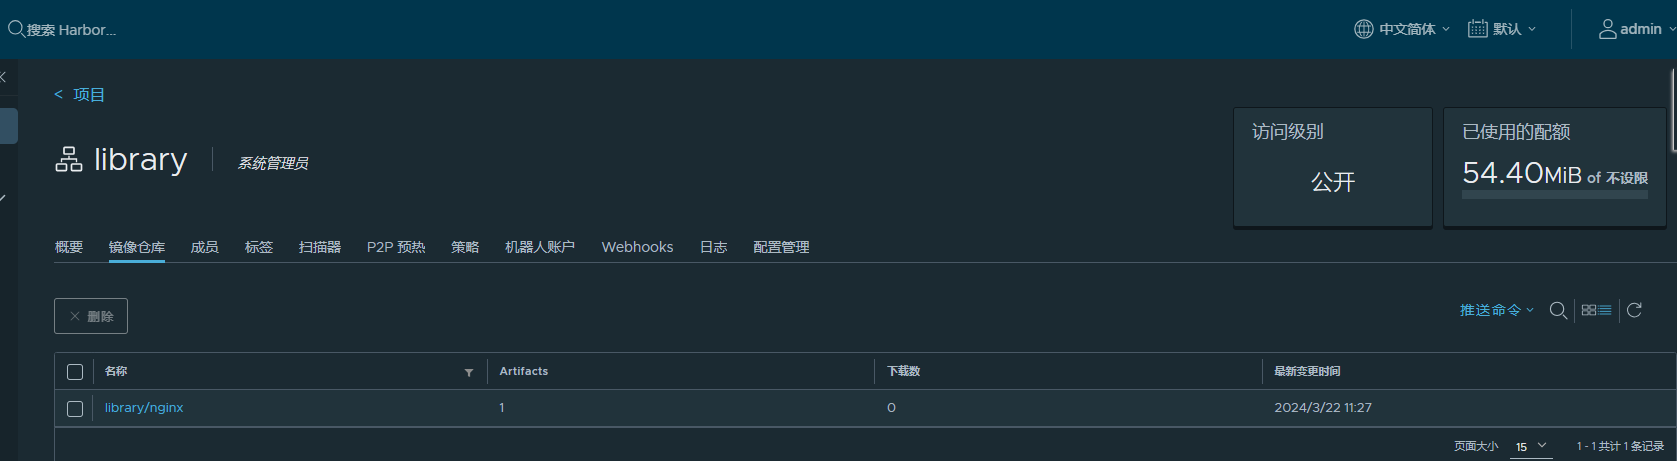 搜索 Harbor...
中文简体
默认
admin
< 项目
library
系统管理员
访问级别
公开
已使用的配额
54.40MiB of 不设限
概要 镜像仓库 成员 标签 扫描器 P2P 预热 策略 机器人账户 Webhooks 日志 配置管理
× 删除
推送命令
名称 Artifacts 下载数 最新变更时间
library/nginx 1 0 2024/3/22 11:27
页面大小 15 1 - 1 共计 1 条记录